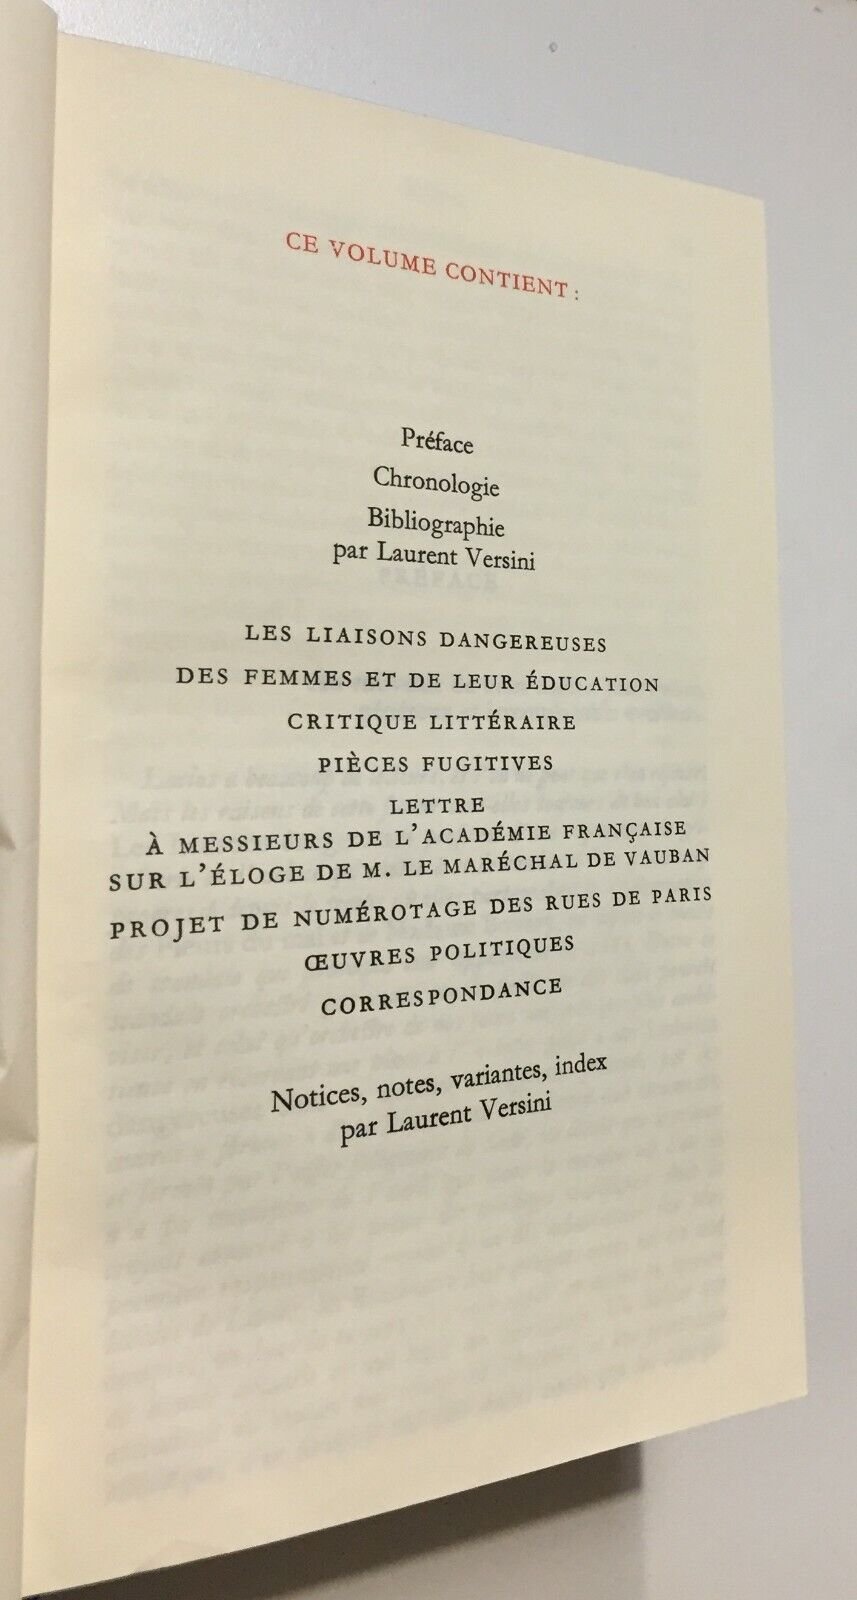 CE VOLUME CONTIENT :
Préface
Chronologie
Bibliographie
par Laurent Versini
LES LIAISONS DANGEREUSES
DES FEMMES ET DE LEUR ÉDUCATION
CRITIQUE LITTÉRAIRE
PIÈCES FUGITIVES
LETTRE
À MESSIEURS DE L'ACADÉMIE FRANÇAISE
SUR L'ÉLOGE DE M. LE MARÉCHAL DE VAUBAN
PROJET DE NUMÉROTAGE DES RUES DE PARIS
ŒUVRES POLITIQUES
CORRESPONDANCE
Notices, notes, variantes, index
par Laurent Versini